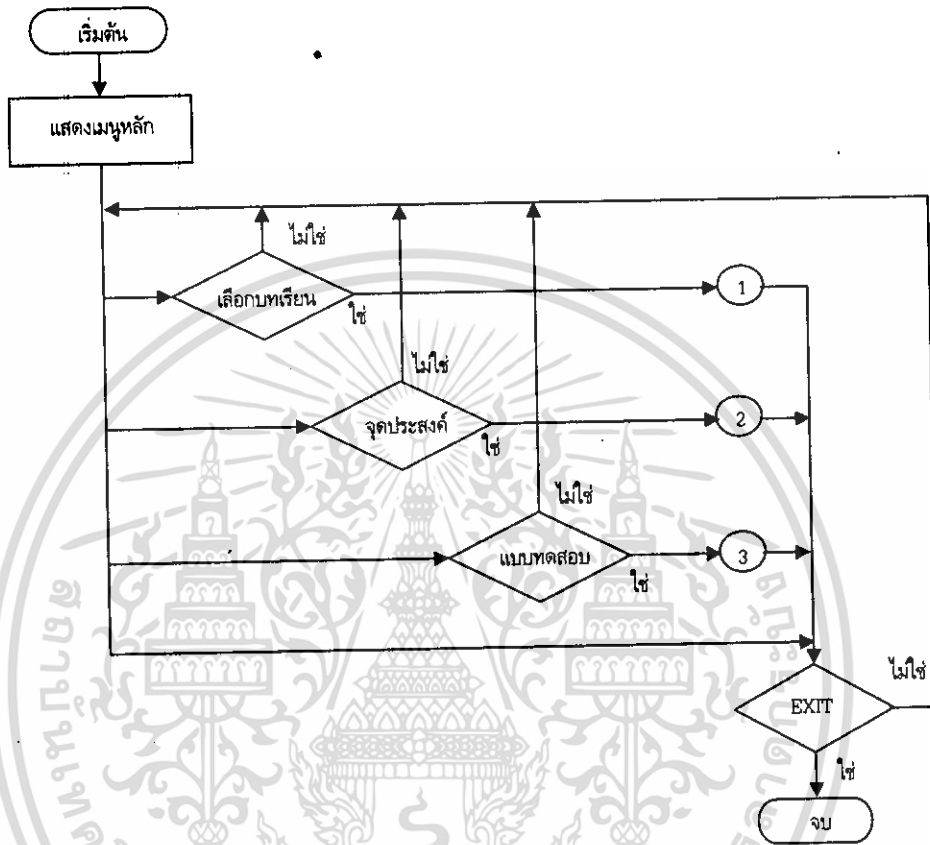 เริ่มต้น
แสดงเมนูหลัก
ไม่ใช่
เลือกบทเรียน
ใช่
1
ไม่ใช่
จุดประสงค์
ใช่
2
ไม่ใช่
แบบทดสอบ
ใช่
3
ไม่ใช่
EXIT
ใช่
จบ